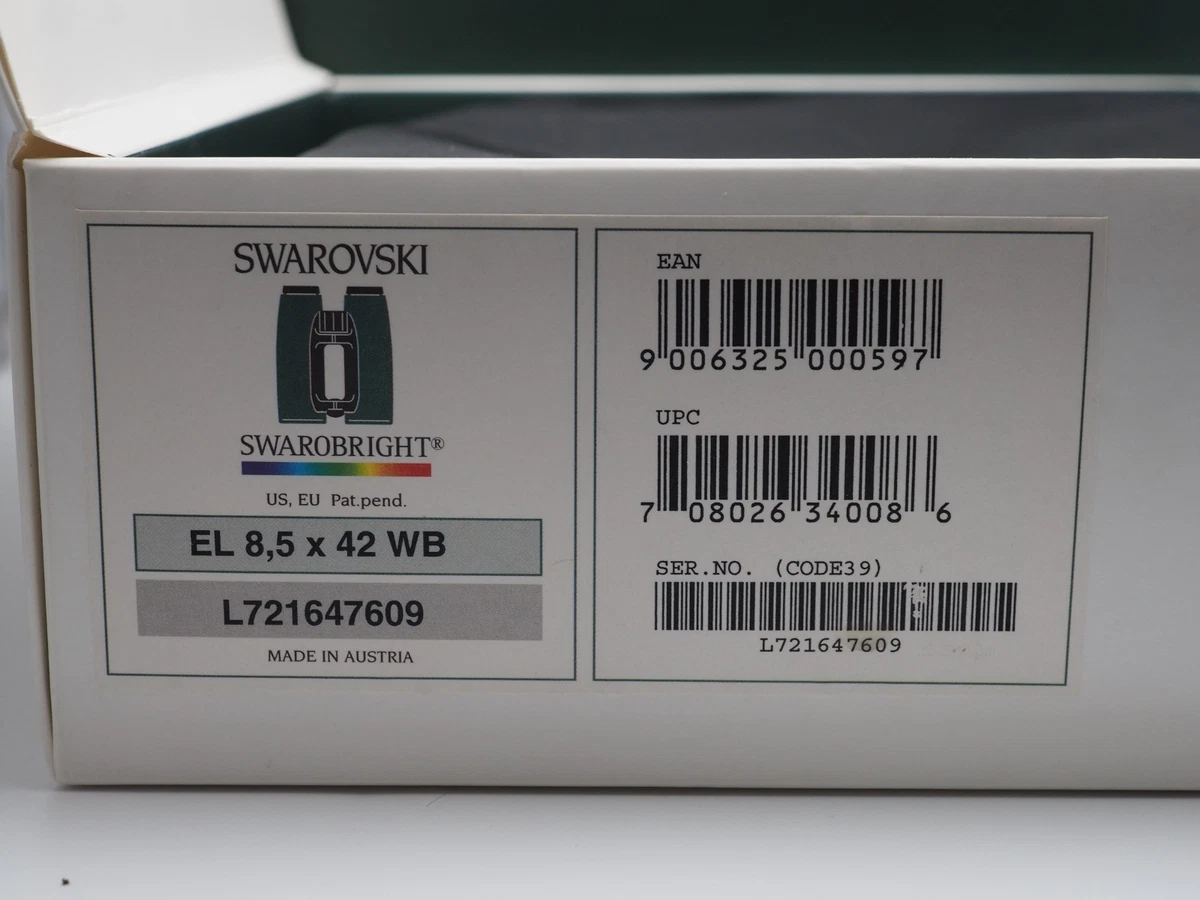 SWAROVSKI
SWAROBRIGHT®
US, EU Pat.pend.
EL 8,5 x 42 WB
L721647609
MADE IN AUSTRIA
EAN
9 006325 000597
UPC
7 08026 34008 6
SER.NO. (CODE39)
L721647609